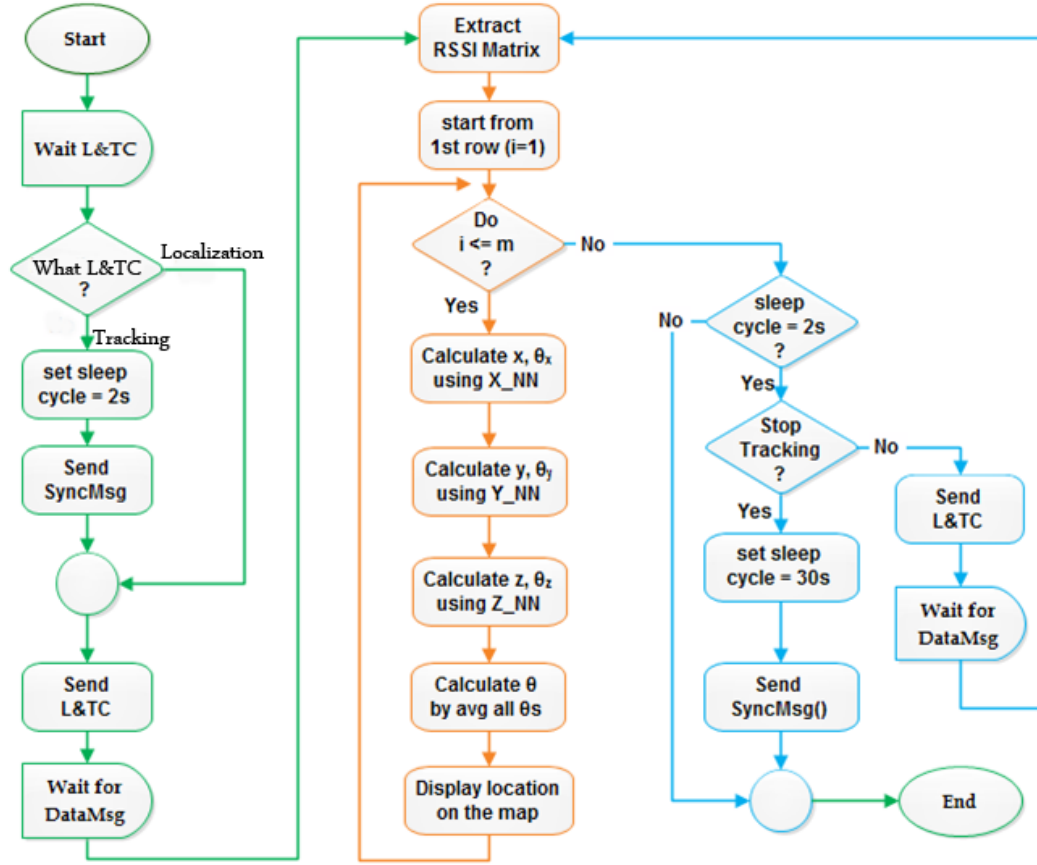 Start
Wait L&TC
What L&TC
?
Localization
Tracking
set sleep
cycle = 2s
Send
SyncMsg
Send
L&TC
Wait for
DataMsg
Extract
RSSI Matrix
start from
1st row (i=1)
Do
i <= m
?
No
Yes
Calculate x, θₓ
using X_NN
Calculate y, θᵧ
using Y_NN
Calculate z, θz
using Z_NN
Calculate θ
by avg all θs
Display location
on the map
sleep
cycle = 2s
?
No
Yes
Stop
Tracking
?
No
Yes
set sleep
cycle = 30s
Send
SyncMsg()
Send
L&TC
Wait for
DataMsg
End